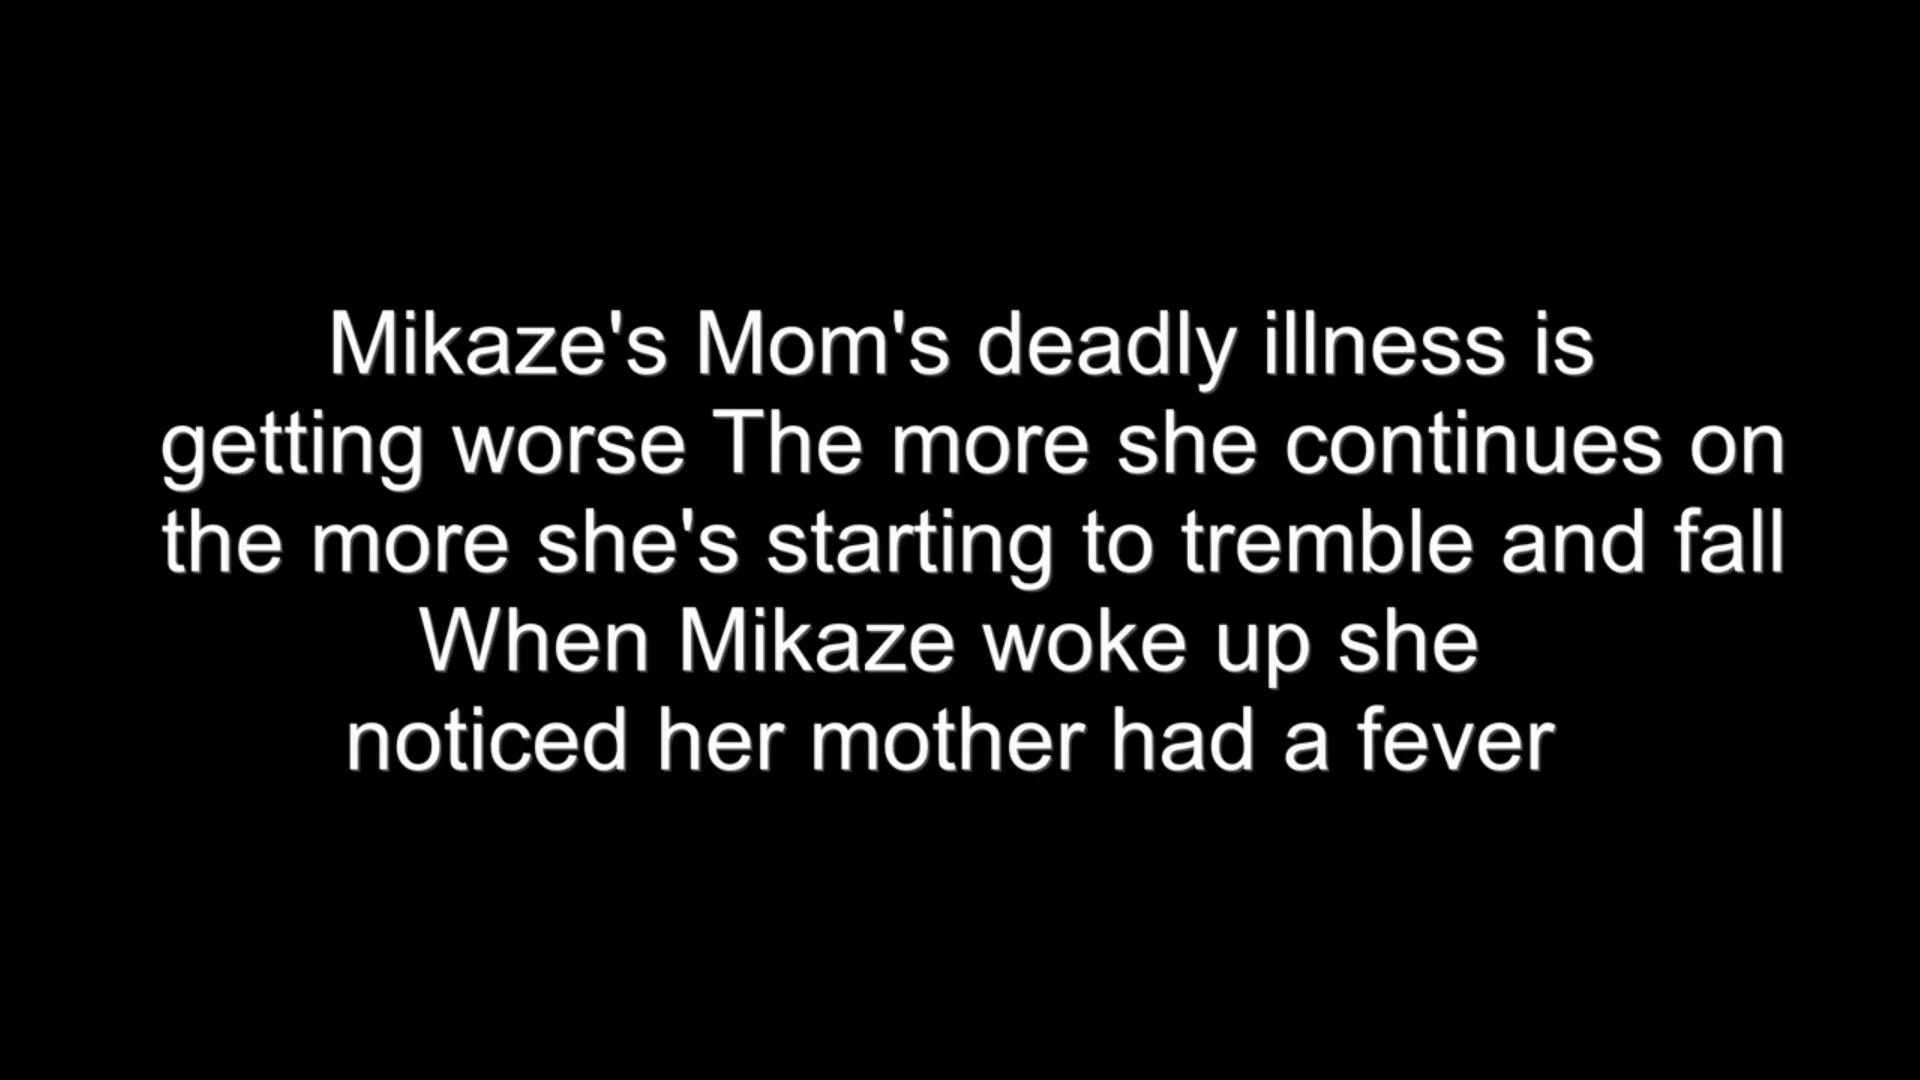 Mikaze's Mom's deadly illness is
getting worse The more she continues on
the more she's starting to tremble and fall
When Mikaze woke up she
noticed her mother had a fever